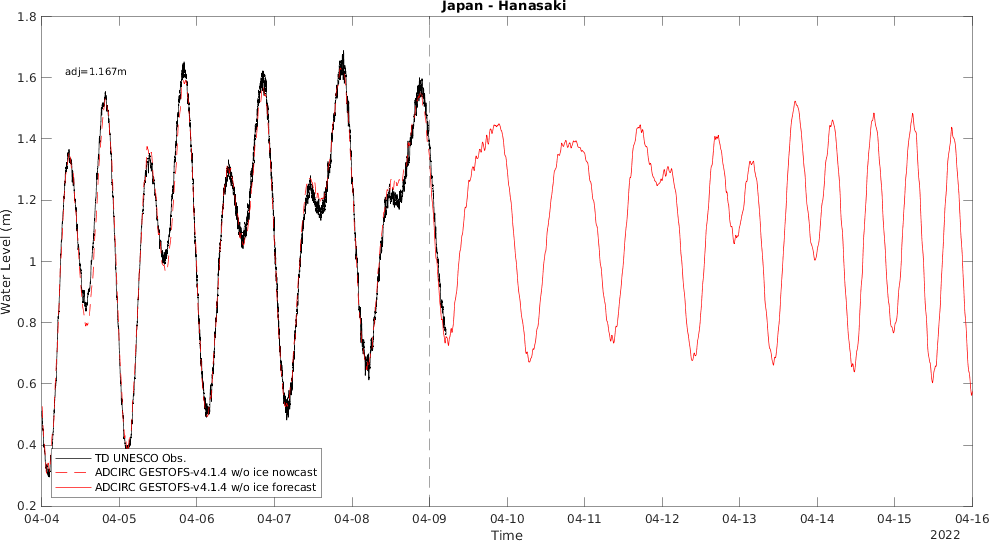 Japan - Hanasaki
1.8
1.6
1.4
1.2
1
0.8
0.6
0.4
0.2
Water Level (m)
adj=1.167m
TD UNESCO Obs.
ADCIRC GESTOFS-v4.1.4 w/o ice nowcast
ADCIRC GESTOFS-v4.1.4 w/o ice forecast
04-04 04-05 04-06 04-07 04-08 04-09 04-10 04-11 04-12 04-13 04-14 04-15 04-16
Time
2022